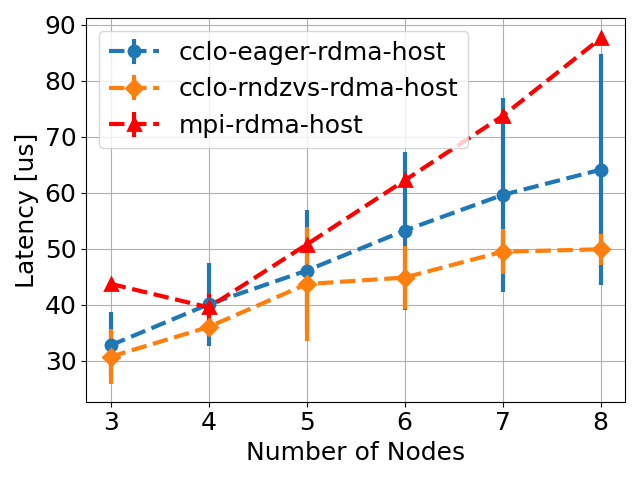 cclo-eager-rdma-host
cclo-rndzvs-rdma-host
mpi-rdma-host
90
80
70
60
50
40
30
Latency [us]
3 4 5 6 7 8
Number of Nodes